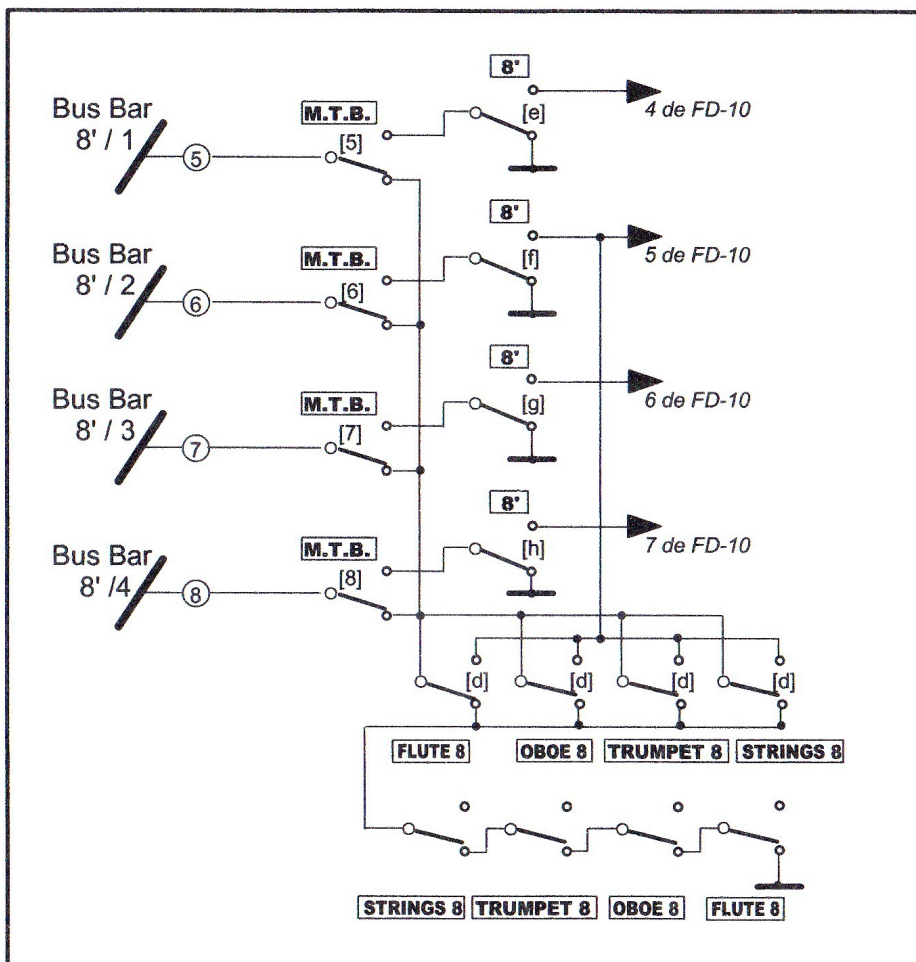 8'
4 de FD-10
Bus Bar
8' / 1
5
M.T.B.
[5]
[e]
8'
5 de FD-10
Bus Bar
8' / 2
6
M.T.B.
[6]
[f]
8'
6 de FD-10
Bus Bar
8' / 3
7
M.T.B.
[7]
[g]
8'
7 de FD-10
Bus Bar
8' /4
8
M.T.B.
[8]
[h]
[d] [d] [d] [d]
FLUTE 8 OBOE 8 TRUMPET 8 STRINGS 8
STRINGS 8 TRUMPET 8 OBOE 8 FLUTE 8